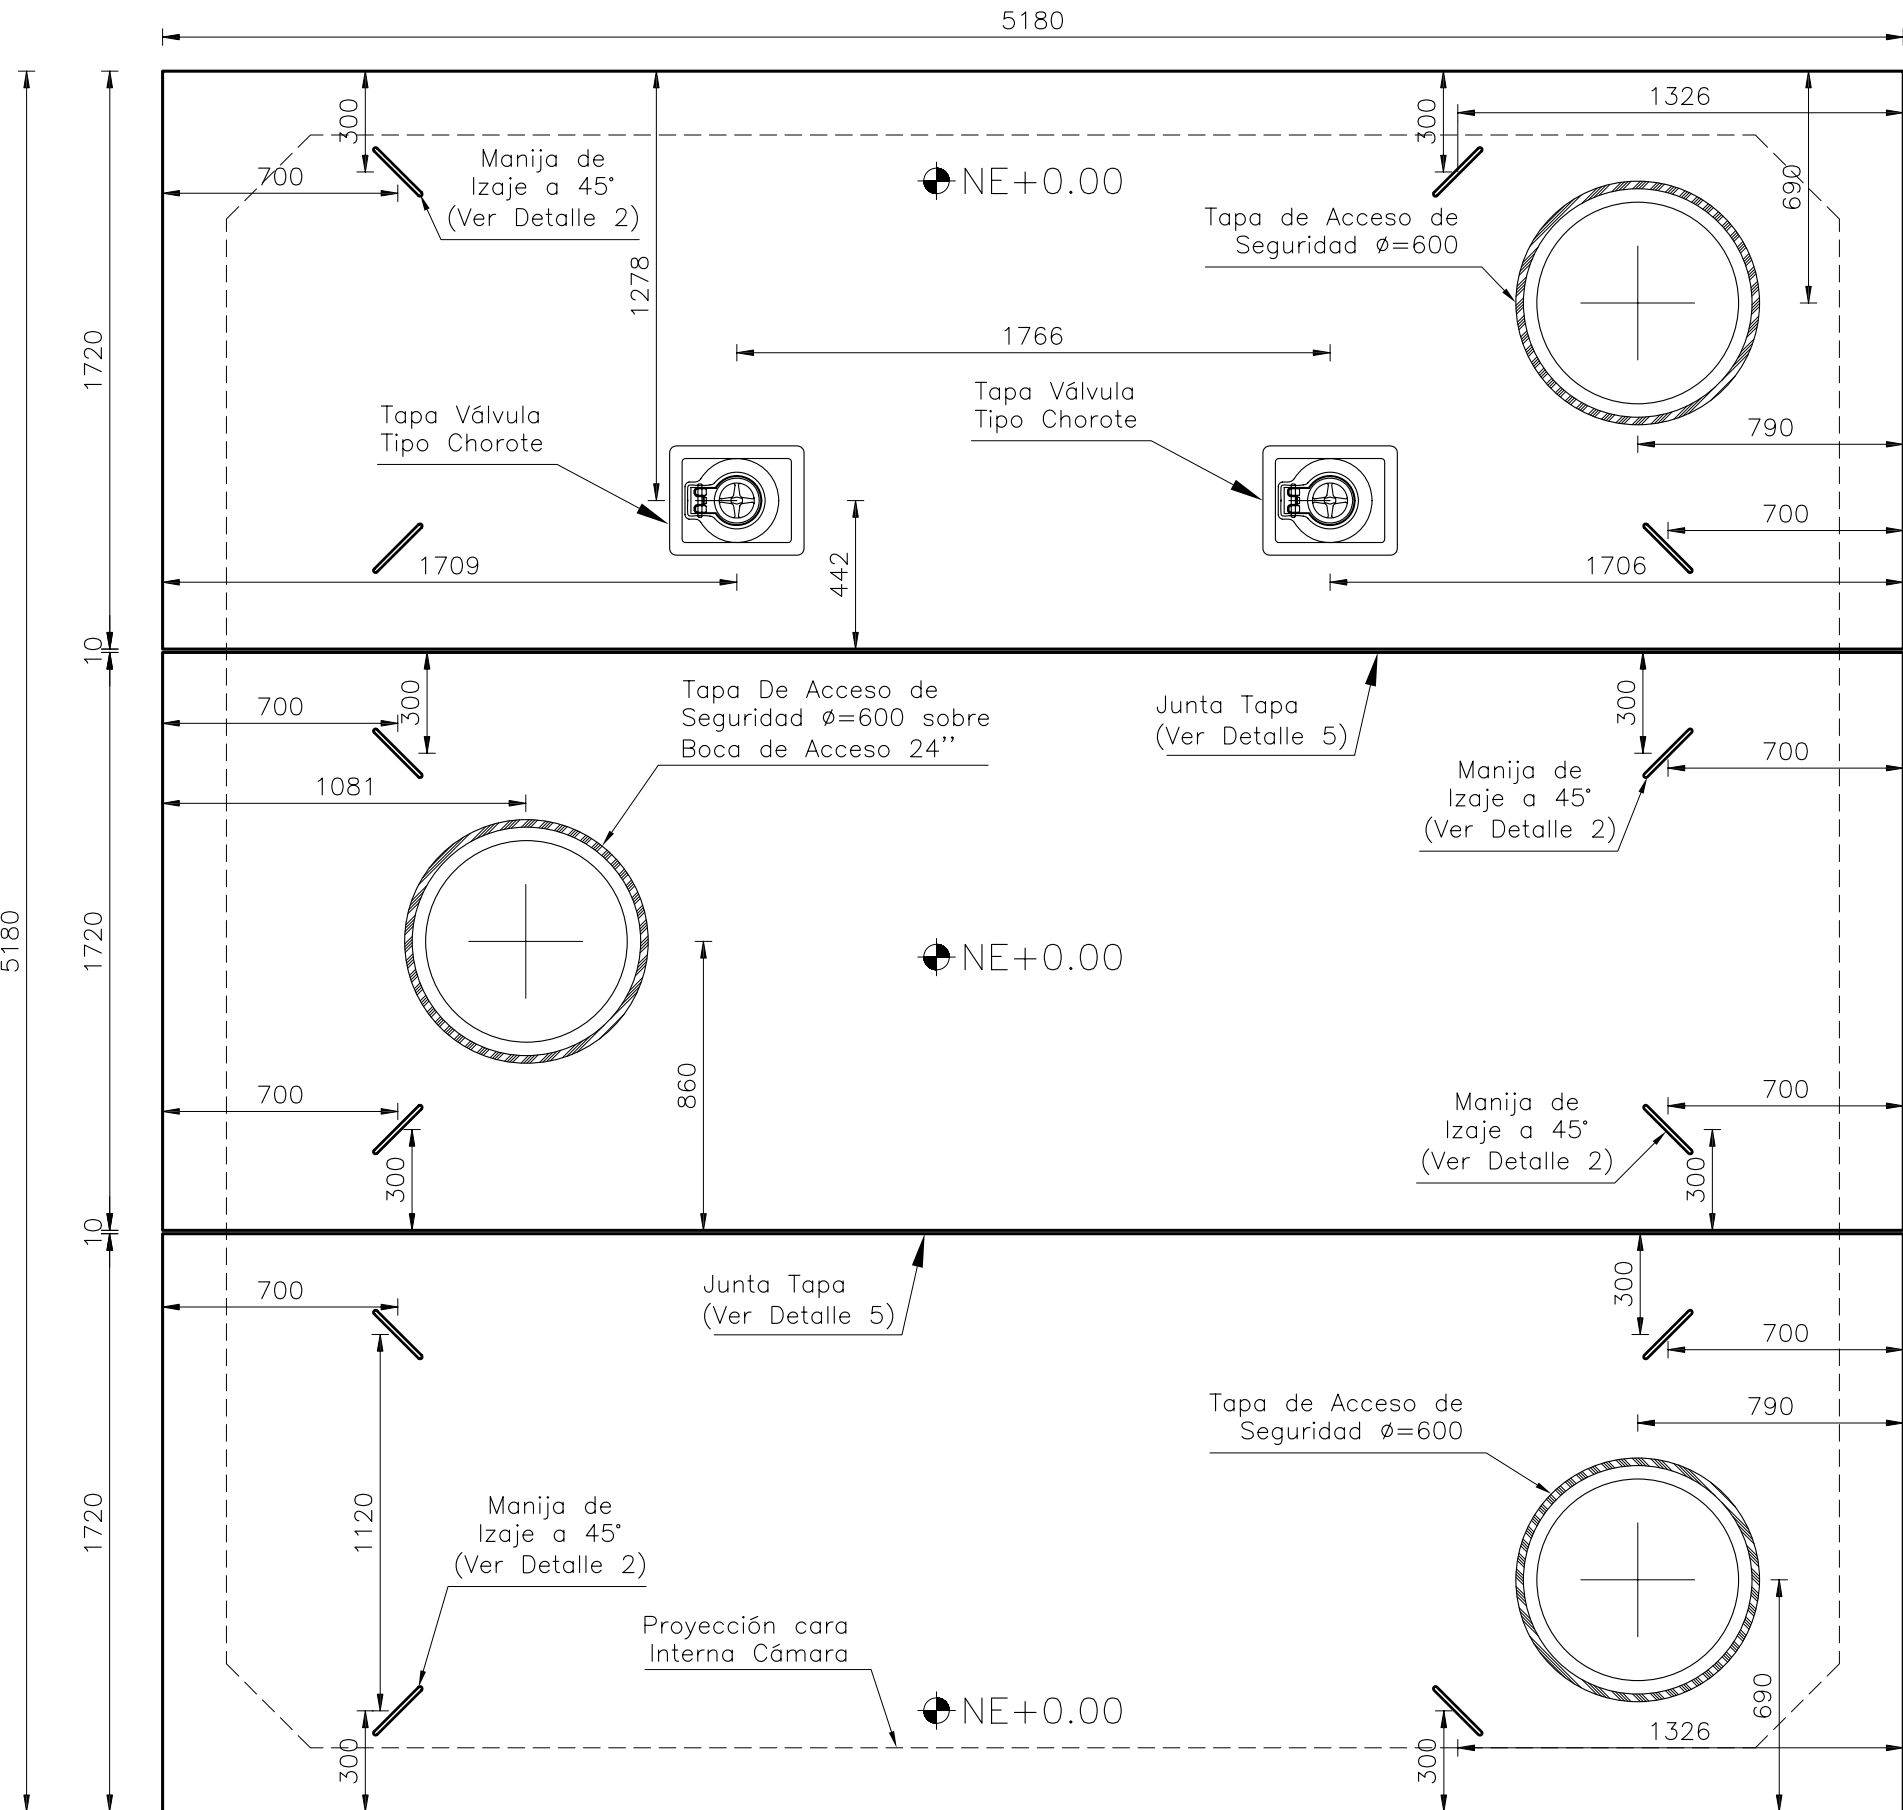 5180
300
300
1326
Manija de
Izaje a 45°
(Ver Detalle 2)
700
NE+0.00
690
Tapa de Acceso de
Seguridad ø=600
1278
1720
1766
Tapa Válvula
Tipo Chorote
Tapa Válvula
Tipo Chorote
790
700
1709
442
1706
10
700
300
Tapa De Acceso de
Seguridad ø=600 sobre
Boca de Acceso 24’’
Junta Tapa
(Ver Detalle 5)
300
700
1081
Manija de
Izaje a 45°
(Ver Detalle 2)
5180
1720
NE+0.00
860
700
300
Manija de
Izaje a 45°
(Ver Detalle 2)
700
300
10
700
Junta Tapa
(Ver Detalle 5)
300
700
790
Tapa de Acceso de
Seguridad ø=600
1720
1120
Manija de
Izaje a 45°
(Ver Detalle 2)
Proyección cara
Interna Cámara
NE+0.00
690
1326
300
300